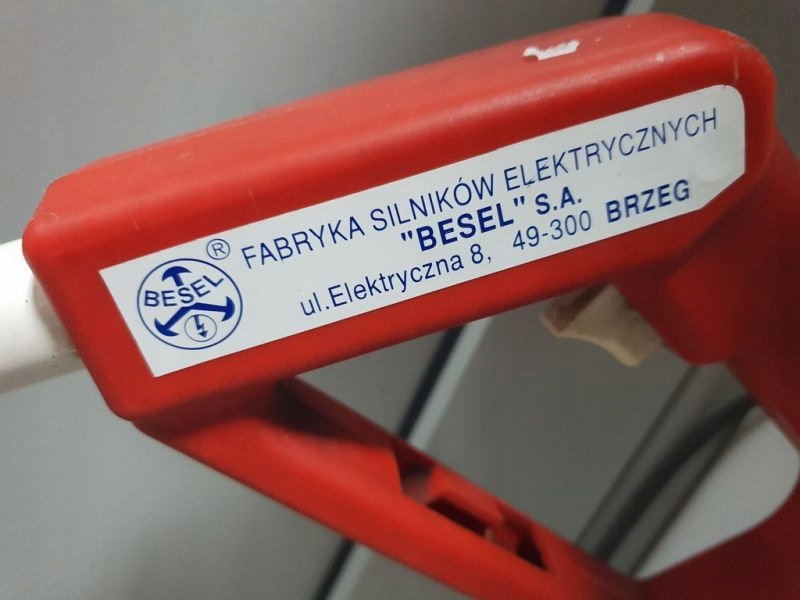 BESEL
®
FABRYKA SILNIKÓW ELEKTRYCZNYCH
"BESEL" S.A.
ul.Elektryczna 8, 49-300 BRZEG